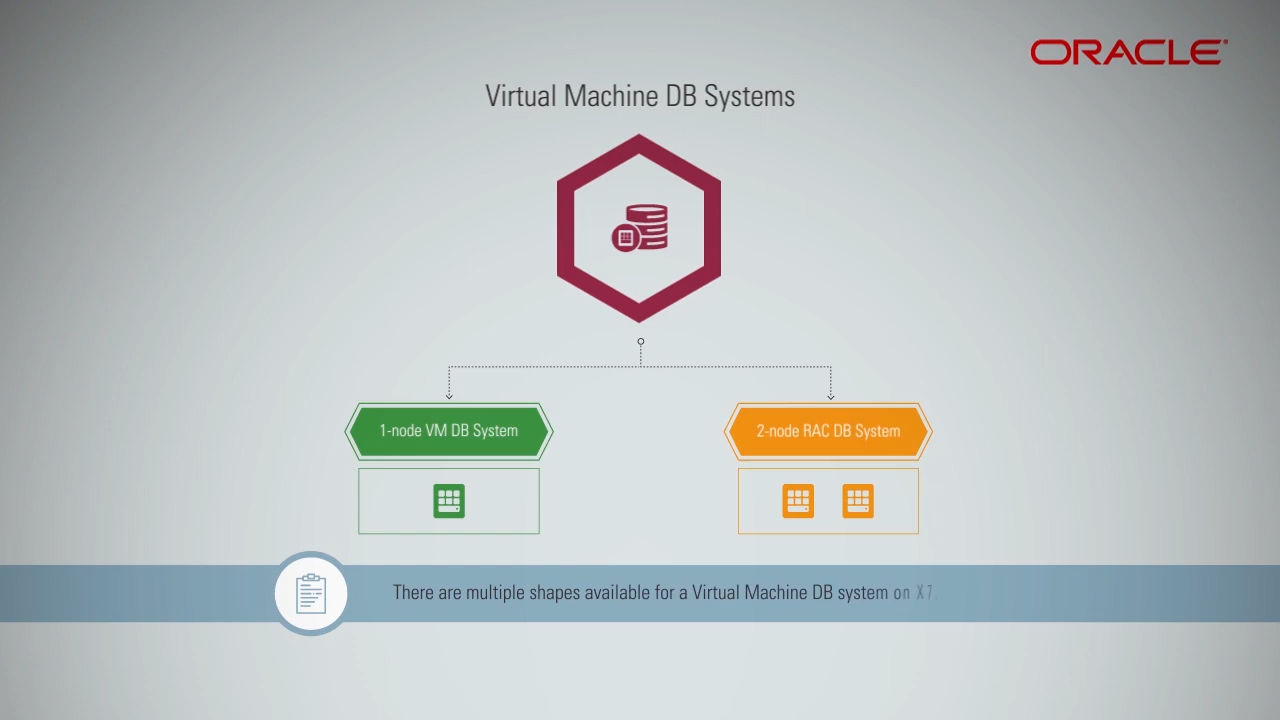 ORACLE
Virtual Machine DB Systems
1-node VM DB System
2-node RAC DB System
There are multiple shapes available for a Virtual Machine DB system on X7.